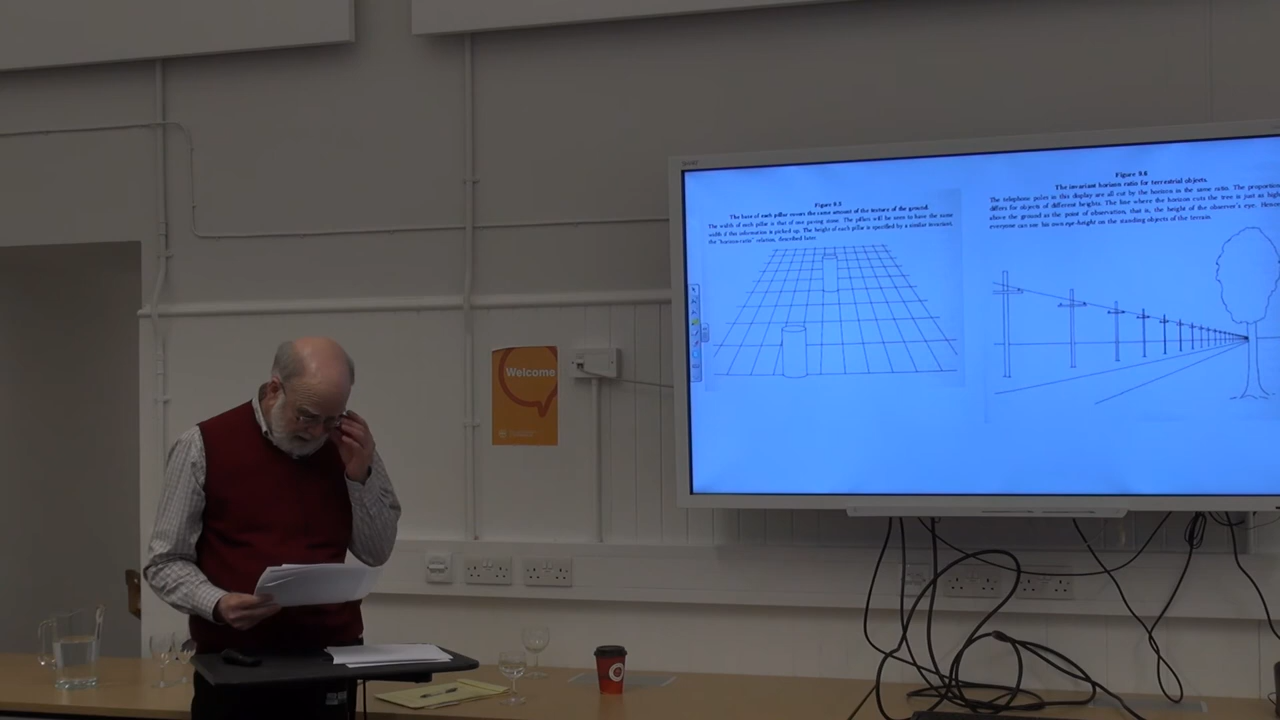 Welcome
Figure 8.5
The base of each pillar covers the same amount of the texture of the ground.
The width of each pillar is that of one paving stone. The pillars will be seen to have the same
width if this information is picked up. The height of each pillar is specified by a similar invariant,
the "horizon-ratio" relation, described later.
The invariant horizon ratio for terrestrial objects.
The telephone poles in this display are all cut by the horizon in the same ratio. The proportion
differs for objects of different heights. The line where the horizon cuts the tree is just as high
above the ground as the point of observation, that is, the height of the observer's eye. Hence
everyone can see his own eye-height on the standing objects of the terrain.